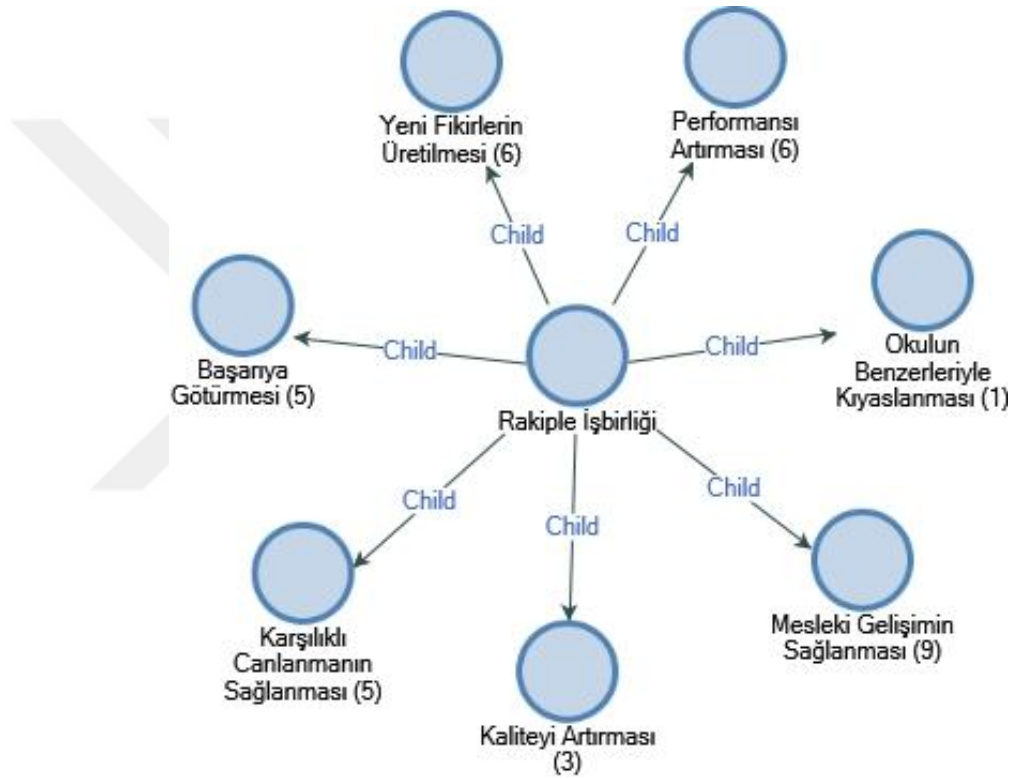 Yeni Fikirlerin
Üretilmesi (6)
Performansı
Artırması (6)
Child
Child
Başarıya
Götürmesi (5)
Child
Child
Okulun
Benzerleriyle
Kıyaslanması (1)
Rakiple İşbirliği
Child
Child
Child
Karşılıklı
Canlanmanın
Sağlanması (5)
Kaliteyi Artırması
(3)
Mesleki Gelişimin
Sağlanması (9)